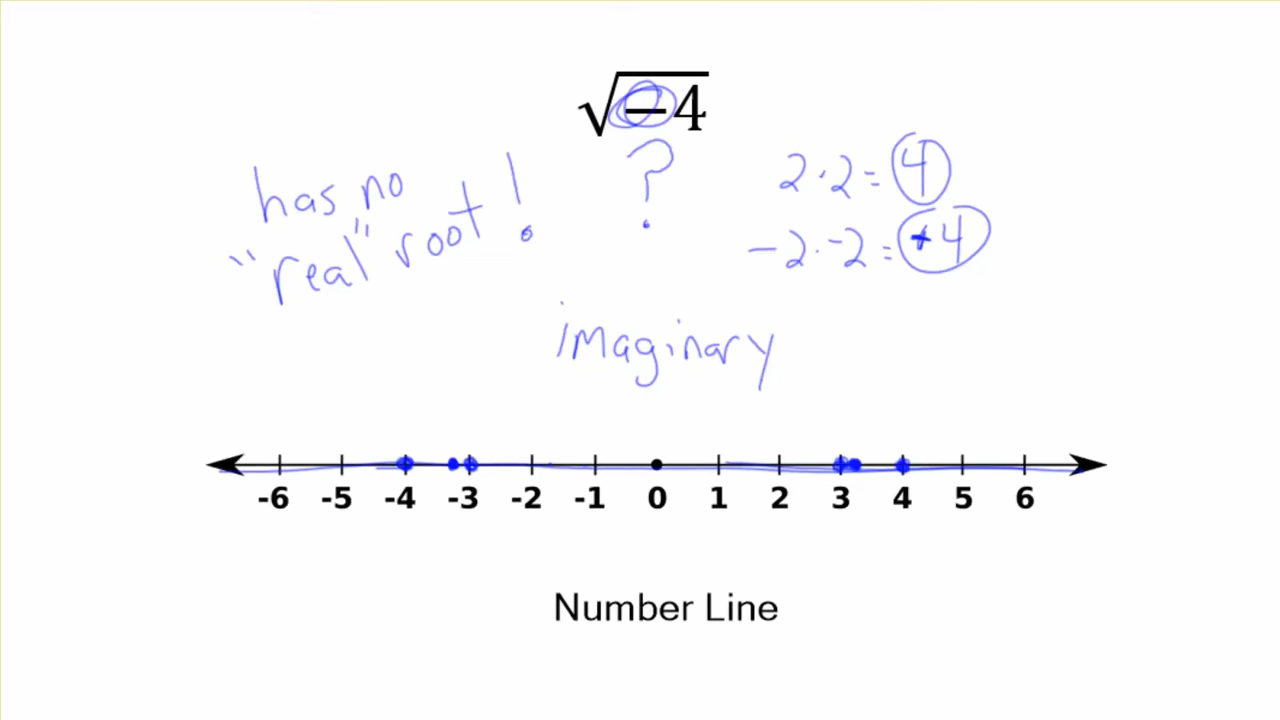 √-4
?
has no
"real" root!
2·2=4
-2·-2=+4
imaginary
-6 -5 -4 -3 -2 -1 0 1 2 3 4 5 6
Number Line